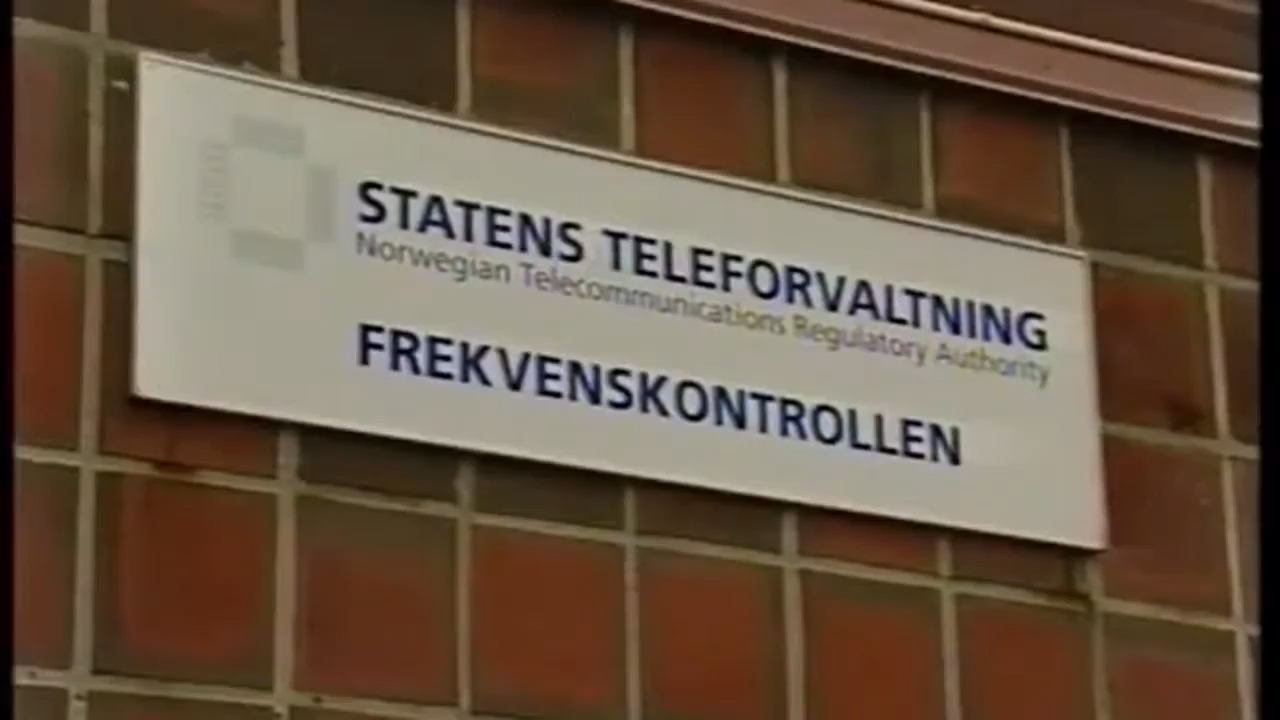 STATENS TELEFORVALTNING
Norwegian Telecommunications Regulatory Authority
FREKVENSKONTROLLEN